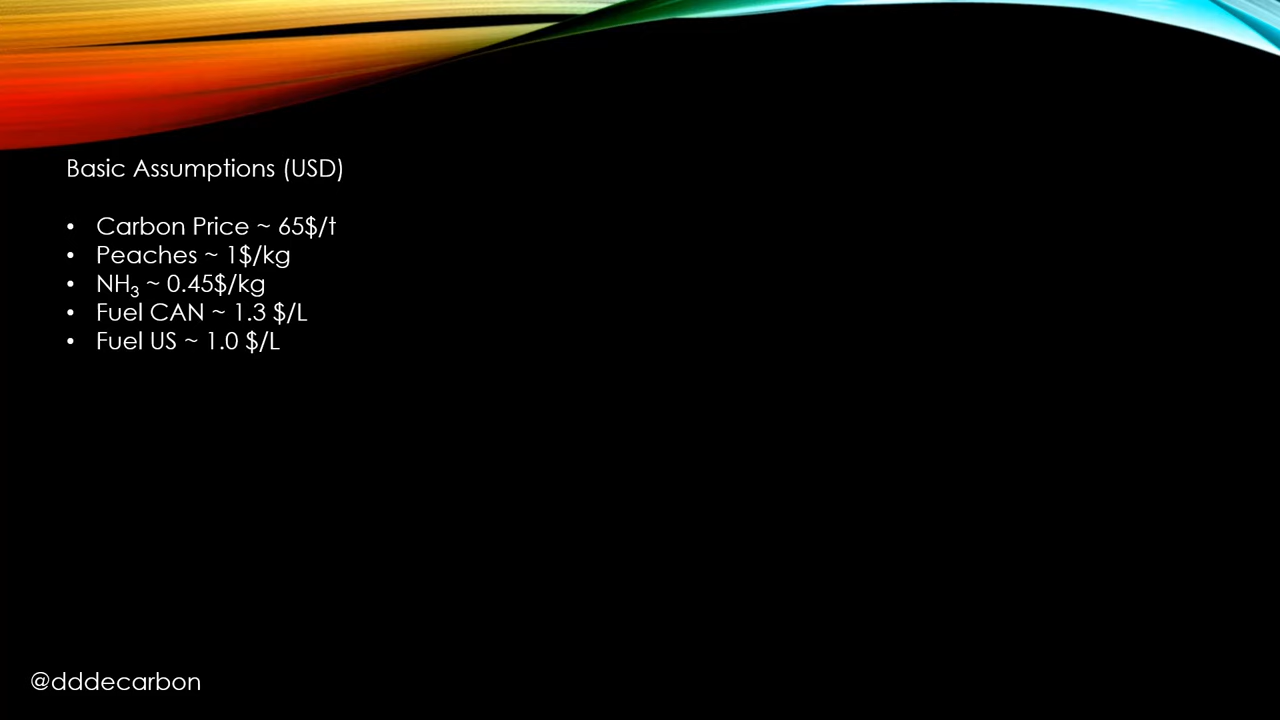 Basic Assumptions (USD)
• Carbon Price ~ 65$/t
• Peaches ~ 1$/kg
• NH₃ ~ 0.45$/kg
• Fuel CAN ~ 1.3 $/L
• Fuel US ~ 1.0 $/L
@dddecarbon